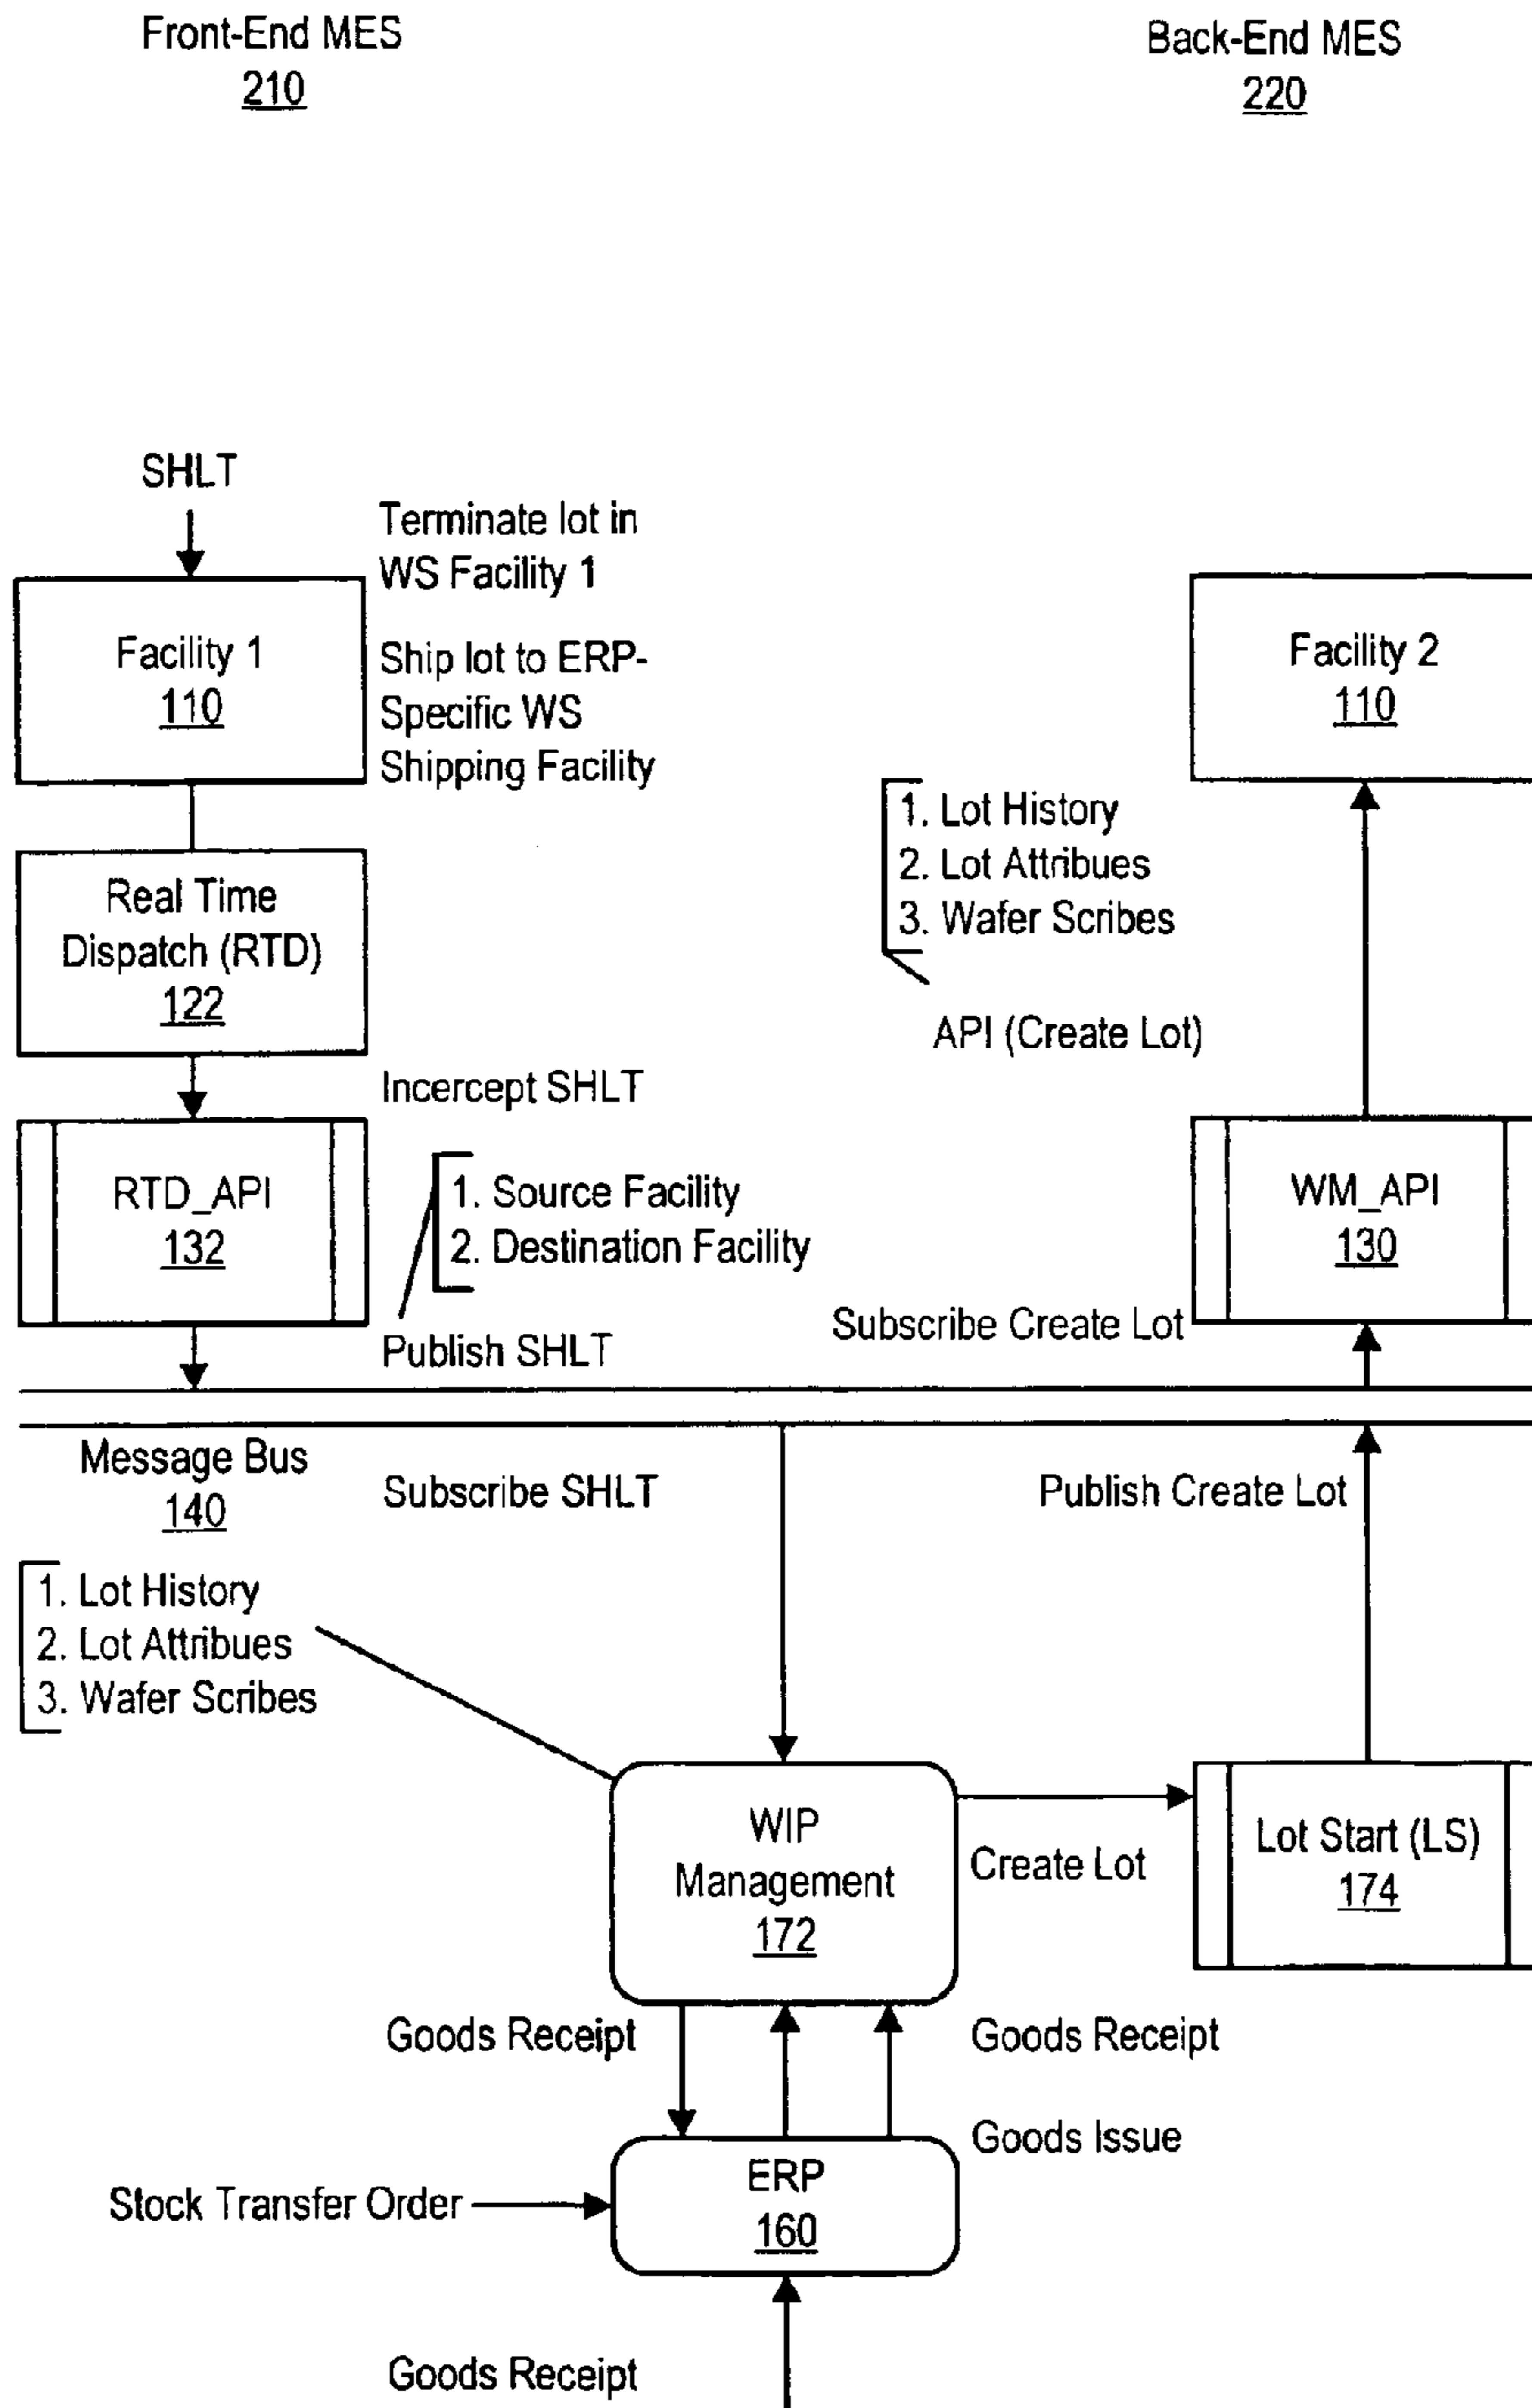 Front-End MES
210
Back-End MES
220
SHLT
Terminate lot in
WS Facility 1
Facility 1
110
Ship lot to ERP-
Specific WS
Shipping Facility
Facility 2
110
1. Lot History
2. Lot Attribues
3. Wafer Scribes
Real Time
Dispatch (RTD)
122
API (Create Lot)
Incercept SHLT
RTD_API
132
1. Source Facility
2. Destination Facility
WM_API
130
Publish SHLT
Subscribe Create Lot
Message Bus
140
Subscribe SHLT
Publish Create Lot
1. Lot History
2. Lot Attribues
3. Wafer Scribes
WIP
Management
172
Create Lot
Lot Start (LS)
174
Goods Receipt
Goods Receipt
Goods Issue
Stock Transfer Order
ERP
160
Goods Receipt